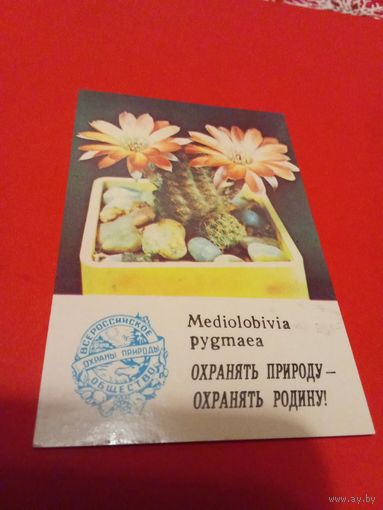 Mediolobivia
pygmaea
ВСЕРОССИЙСКОЕ
ОХРАНЫ ПРИРОДЫ
ОБЩЕСТВО
ОХРАНЯТЬ ПРИРОДУ –
ОХРАНЯТЬ РОДИНУ!
www.ay.by